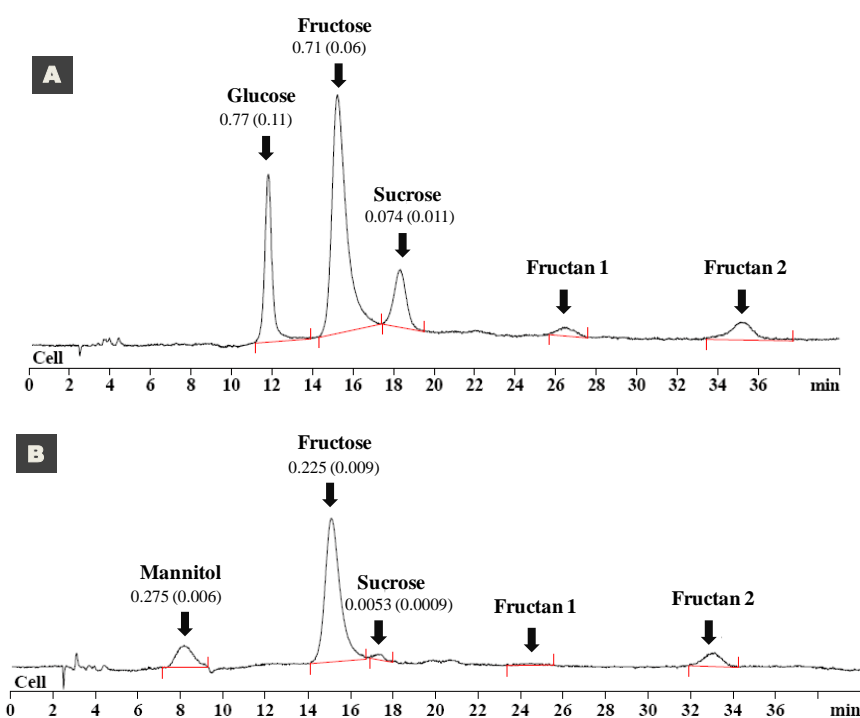 A
Fructose
0.71 (0.06)
Glucose
0.77 (0.11)
Sucrose
0.074 (0.011)
Fructan 1
Fructan 2
Cell
0 2 4 6 8 10 12 14 16 18 20 22 24 26 28 30 32 34 36 min
B
Fructose
0.225 (0.009)
Mannitol
0.275 (0.006)
Sucrose
0.0053 (0.0009)
Fructan 1
Fructan 2
Cell
0 2 4 6 8 10 12 14 16 18 20 22 24 26 28 30 32 34 36 min